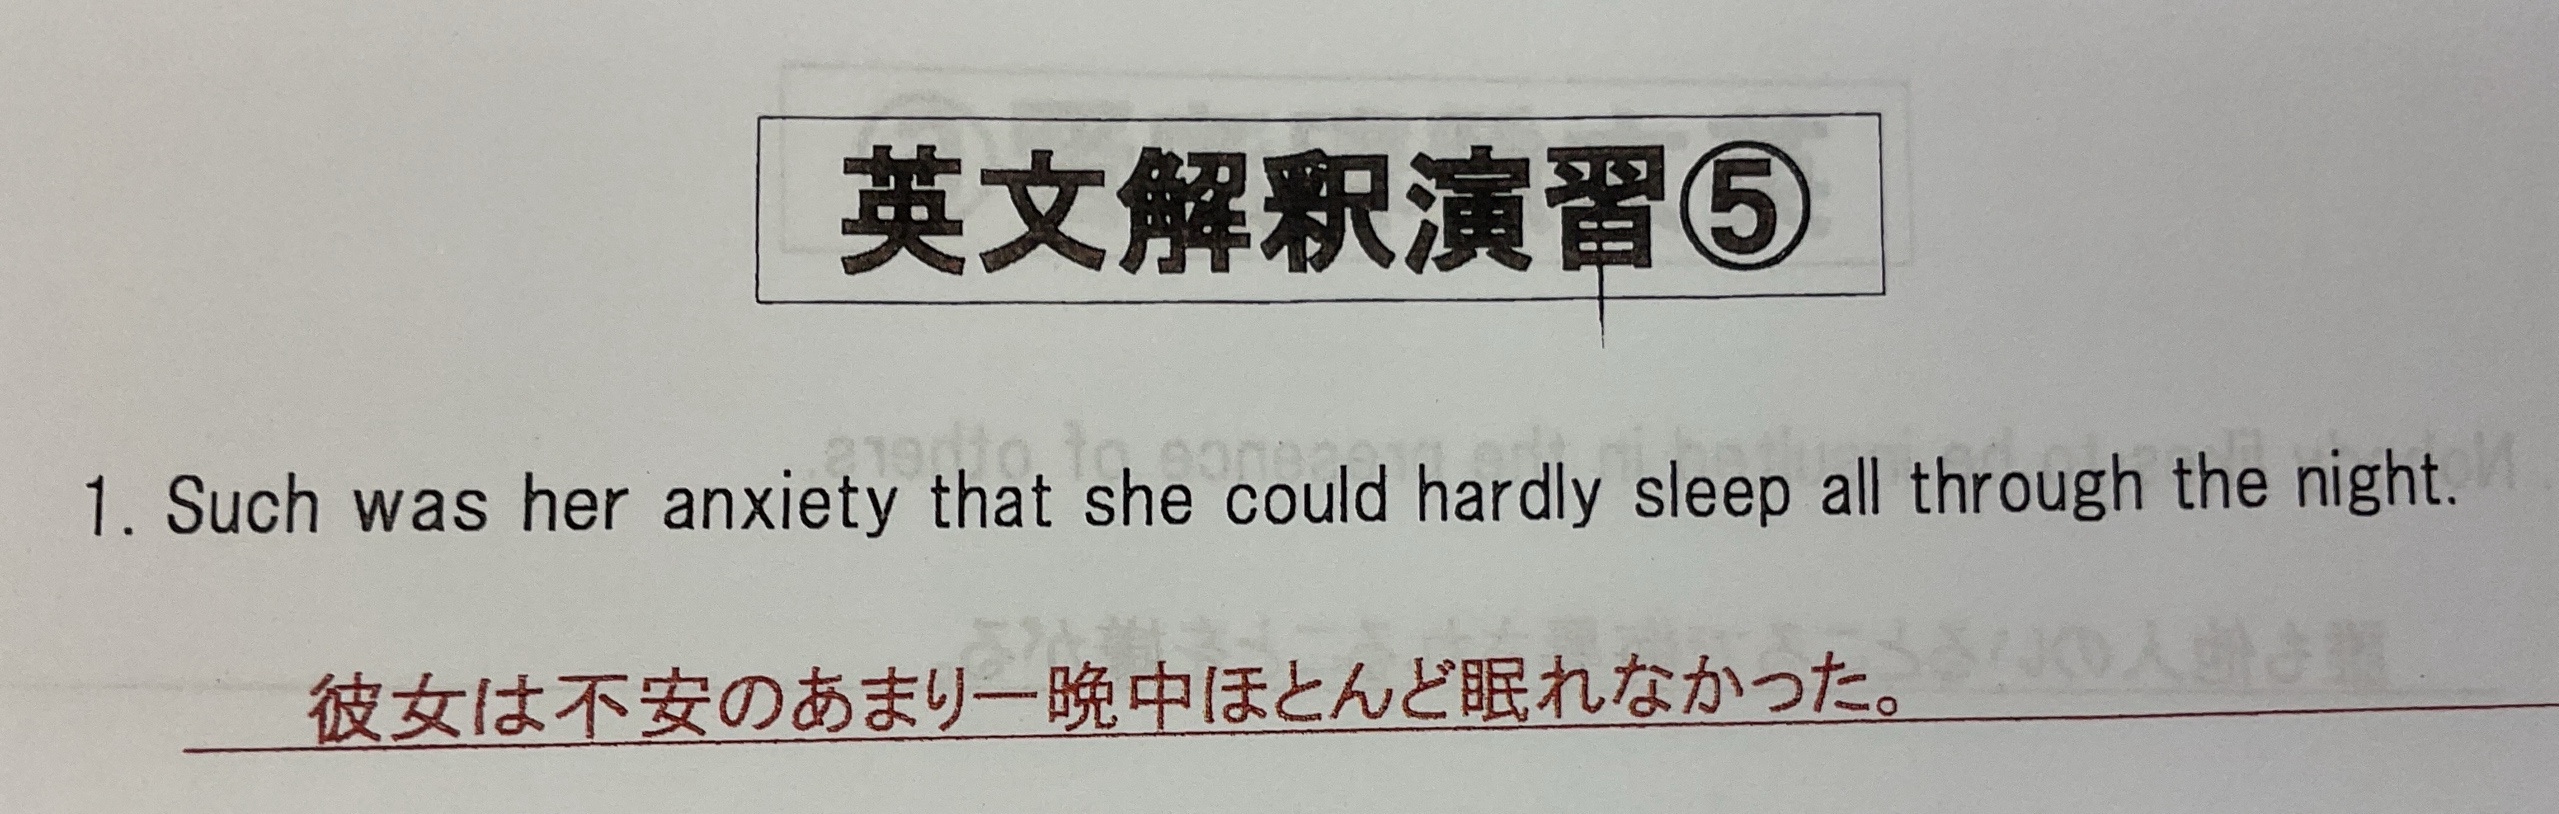 英文解釈演習⑤
1. Such was her anxiety that she could hardly sleep all through the night.
彼女は不安のあまり一晩中ほとんど眠れなかった。